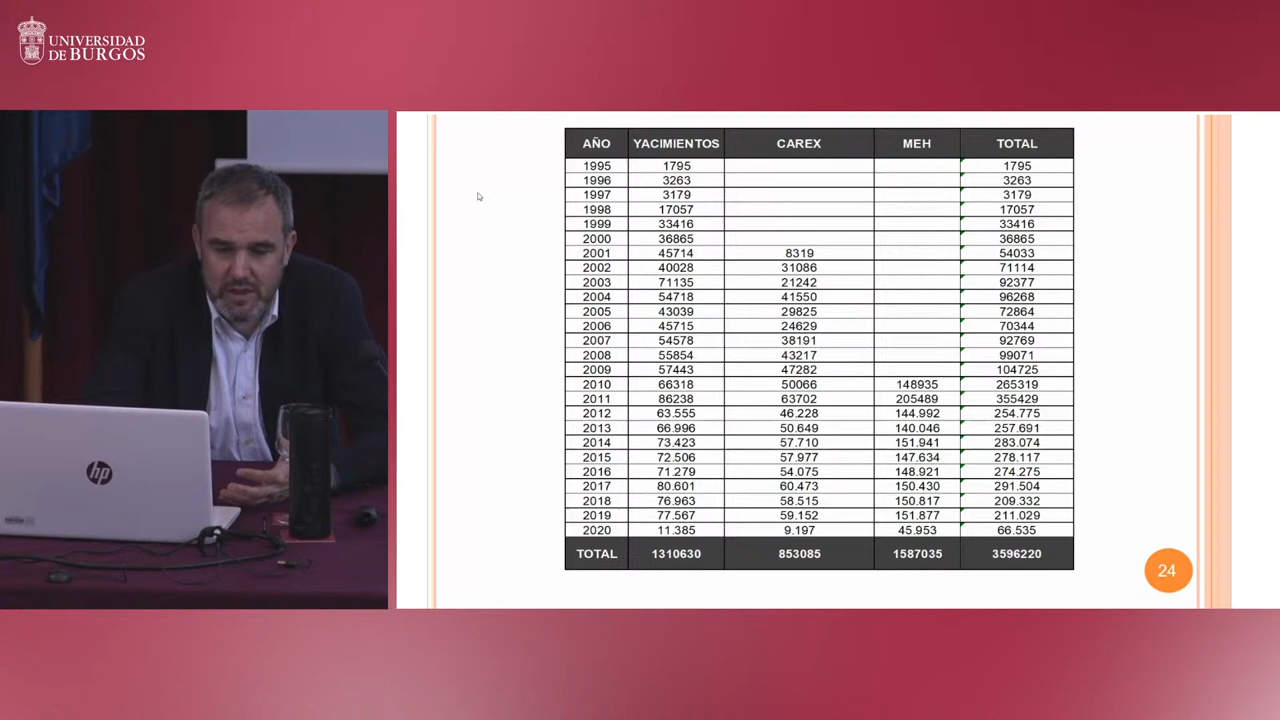 UNIVERSIDAD
DE BURGOS
AÑO YACIMIENTOS CAREX MEH TOTAL
1995 1795 1795
1996 3263 3263
1997 3179 3179
1998 17057 17057
1999 33416 33416
2000 36865 36865
2001 45714 8319 54033
2002 40028 31086 71114
2003 71135 21242 92377
2004 54718 41550 96268
2005 43039 29825 72864
2006 45715 24629 70344
2007 54578 38191 92769
2008 55854 43217 99071
2009 57443 47282 104725
2010 66318 50066 148935 265319
2011 86238 63702 205489 355429
2012 63.555 46.228 144.992 254.775
2013 66.996 50.649 140.046 257.691
2014 73.423 57.710 151.941 283.074
2015 72.506 57.977 147.634 278.117
2016 71.279 54.075 148.921 274.275
2017 80.601 60.473 150.430 291.504
2018 76.963 58.515 150.817 209.332
2019 77.567 59.152 151.877 211.029
2020 11.385 9.197 45.953 66.535
TOTAL 1310630 853085 1587035 3596220
24
hp